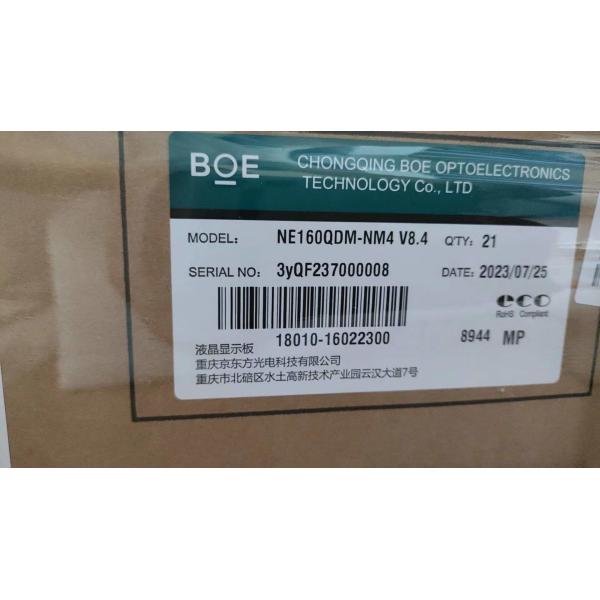 BOE
CHONGQING BOE OPTOELECTRONICS
TECHNOLOGY Co., LTD
MODEL: NE160QDM-NM4 V8.4 Q'TY: 21
SERIAL NO: 3yQF237000008 DATE: 2023/07/25
eco
RoHS Compliant
18010-16022300
8944 MP
液晶显示板
重庆京东方光电科技有限公司
重庆市北碚区水土高新技术产业园云汉大道7号